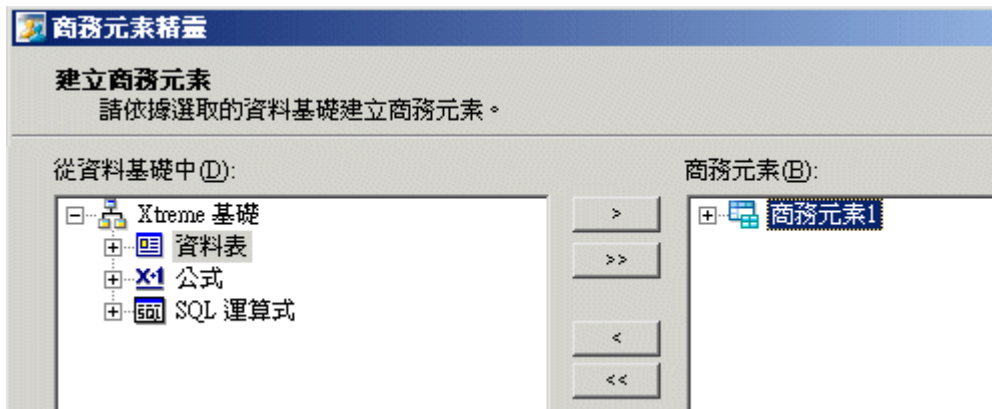 商務元素精靈
建立商務元素
請依據選取的資料基礎建立商務元素。
從資料基礎中(D):
商務元素(B):
Xtreme 基礎
資料表
X+1 公式
SQL SQL 運算式
>
>>
<
<<
商務元素1